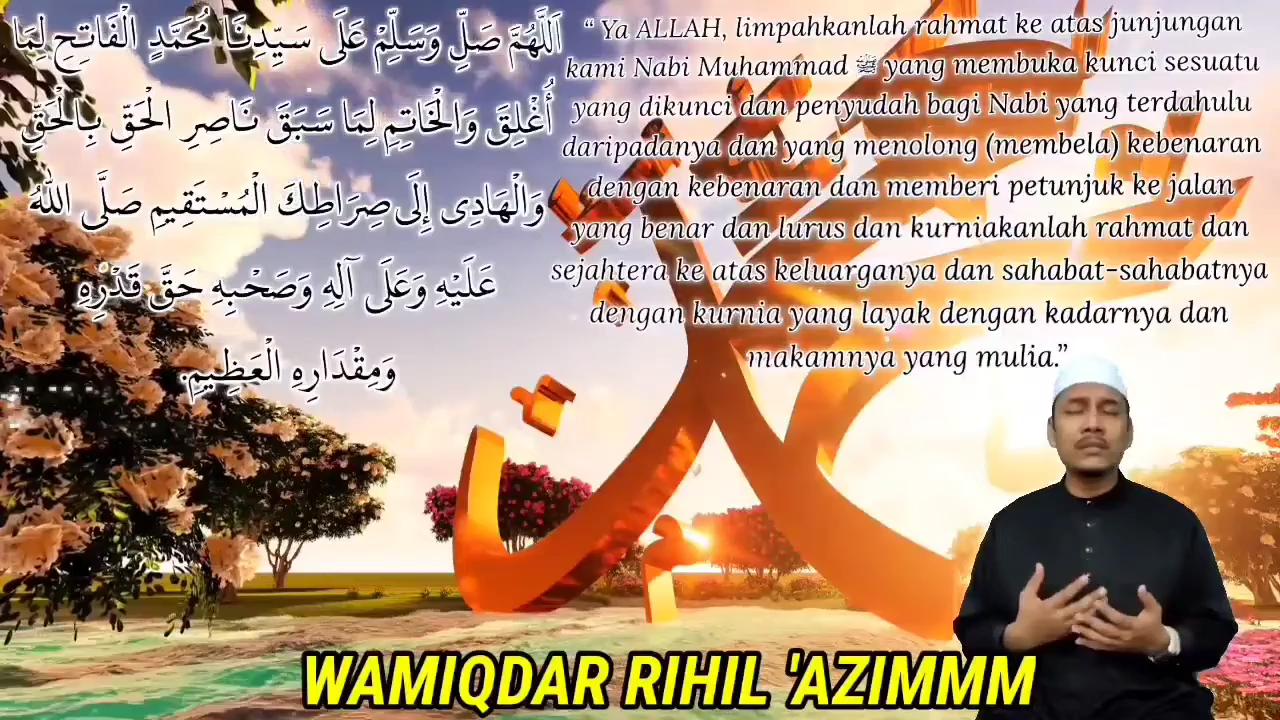 اَللّٰهُمَّ صَلِّ وَسَلِّمْ عَلَى سَيِّدِنَا مُحَمَّدٍ الْفَاتِحِ لِمَا
أُغْلِقَ وَالْخَاتِمِ لِمَا سَبَقَ نَاصِرِ الْحَقِّ بِالْحَقِّ
وَالْهَادِى إِلَى صِرَاطِكَ الْمُسْتَقِيمِ صَلَّى اللهُ
عَلَيْهِ وَعَلَى آلِهِ وَصَحْبِهِ حَقَّ قَدْرِهِ
وَمِقْدَارِهِ الْعَظِيمِ.
“ Ya ALLAH, limpahkanlah rahmat ke atas junjungan
kami Nabi Muhammad ﷺ yang membuka kunci sesuatu
yang dikunci dan penyudah bagi Nabi yang terdahulu
daripadanya dan yang menolong (membela) kebenaran
dengan kebenaran dan memberi petunjuk ke jalan
yang benar dan lurus dan kurniakanlah rahmat dan
sejahtera ke atas keluarganya dan sahabat-sahabatnya
dengan kurnia yang layak dengan kadarnya dan
makamnya yang mulia.”
WAMIQDAR RIHIL 'AZIMMM